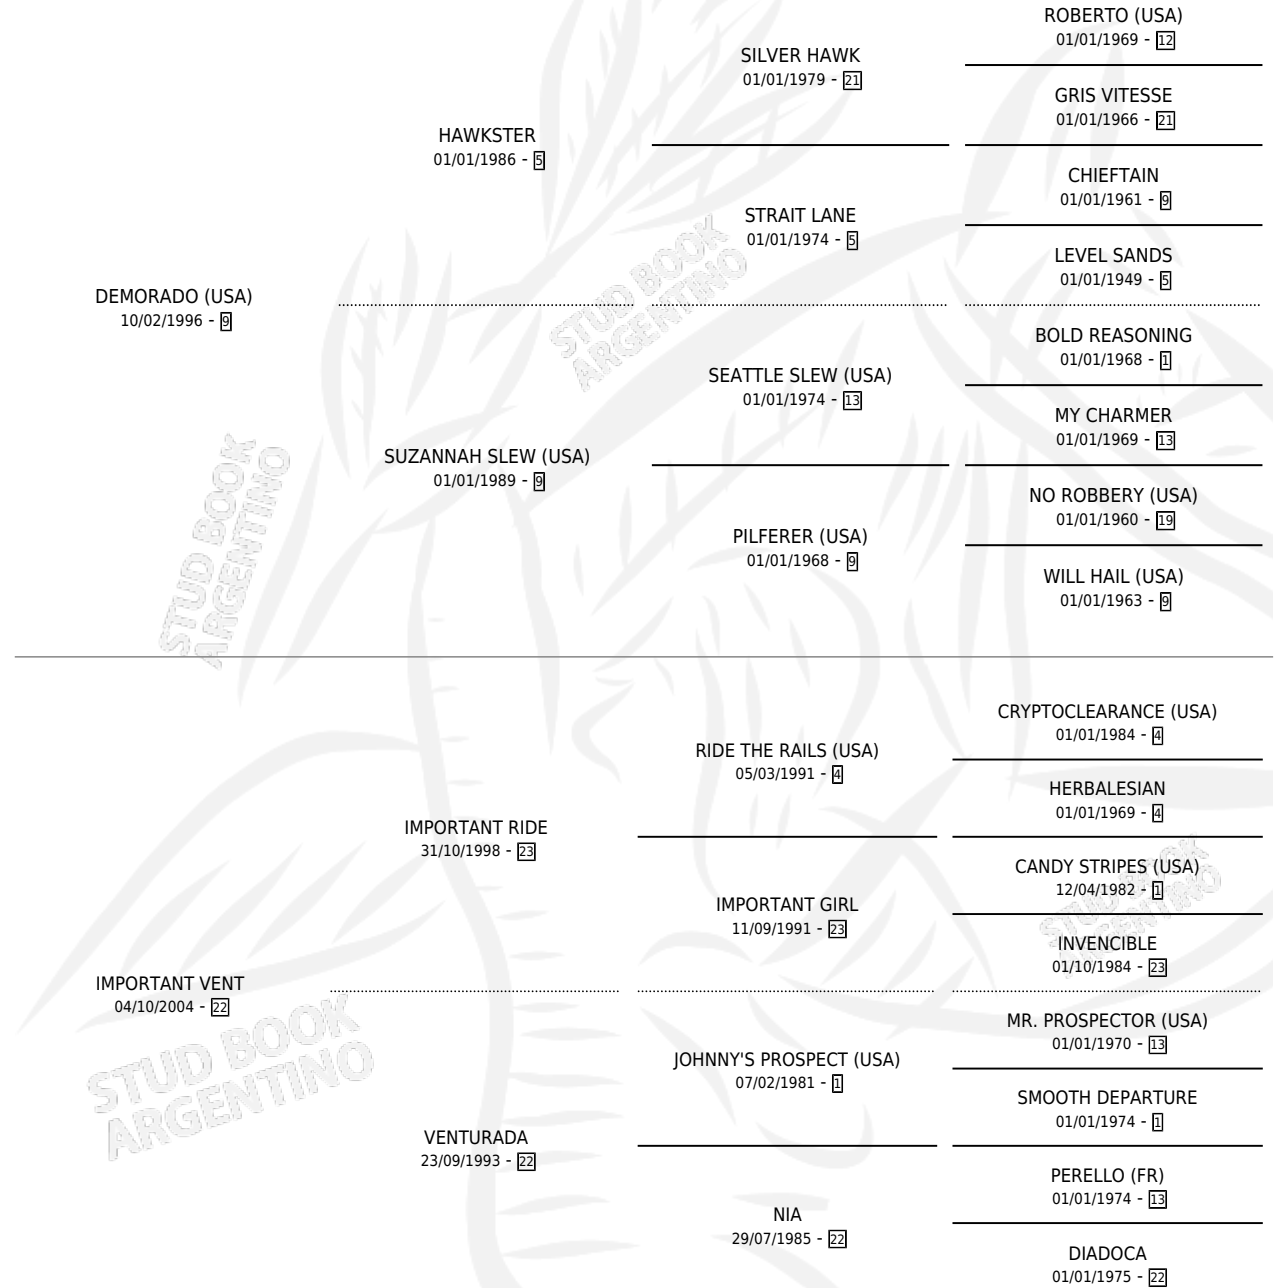 ROBERTO (USA)
01/01/1969 - 12
SILVER HAWK
01/01/1979 - 21
GRIS VITESSE
01/01/1966 - 21
HAWKSTER
01/01/1986 - 5
CHIEFTAIN
01/01/1961 - 9
STRAIT LANE
01/01/1974 - 5
LEVEL SANDS
01/01/1949 - 5
DEMORADO (USA)
10/02/1996 - 9
STUD BOOK
ARGENTINO
BOLD REASONING
01/01/1968 - 1
SEATTLE SLEW (USA)
01/01/1974 - 13
MY CHARMER
01/01/1969 - 13
SUZANNAH SLEW (USA)
01/01/1989 - 9
NO ROBBERY (USA)
01/01/1960 - 19
PILFERER (USA)
01/01/1968 - 9
WILL HAIL (USA)
01/01/1963 - 9
STUD BOOK
ARGENTINO
CRYPTOCLEARANCE (USA)
01/01/1984 - 4
RIDE THE RAILS (USA)
05/03/1991 - 4
HERBALESIAN
01/01/1969 - 4
IMPORTANT RIDE
31/10/1998 - 23
CANDY STRIPES (USA)
12/04/1982 - 1
IMPORTANT GIRL
11/09/1991 - 23
STUD BOOK
ARGENTINO
INVENCIBLE
01/10/1984 - 23
IMPORTANT VENT
04/10/2004 - 22
MR. PROSPECTOR (USA)
01/01/1970 - 13
STUD BOOK
ARGENTINO
JOHNNY'S PROSPECT (USA)
07/02/1981 - 1
SMOOTH DEPARTURE
01/01/1974 - 1
VENTURADA
23/09/1993 - 22
PERELLO (FR)
01/01/1974 - 13
NIA
29/07/1985 - 22
DIADOCA
01/01/1975 - 22